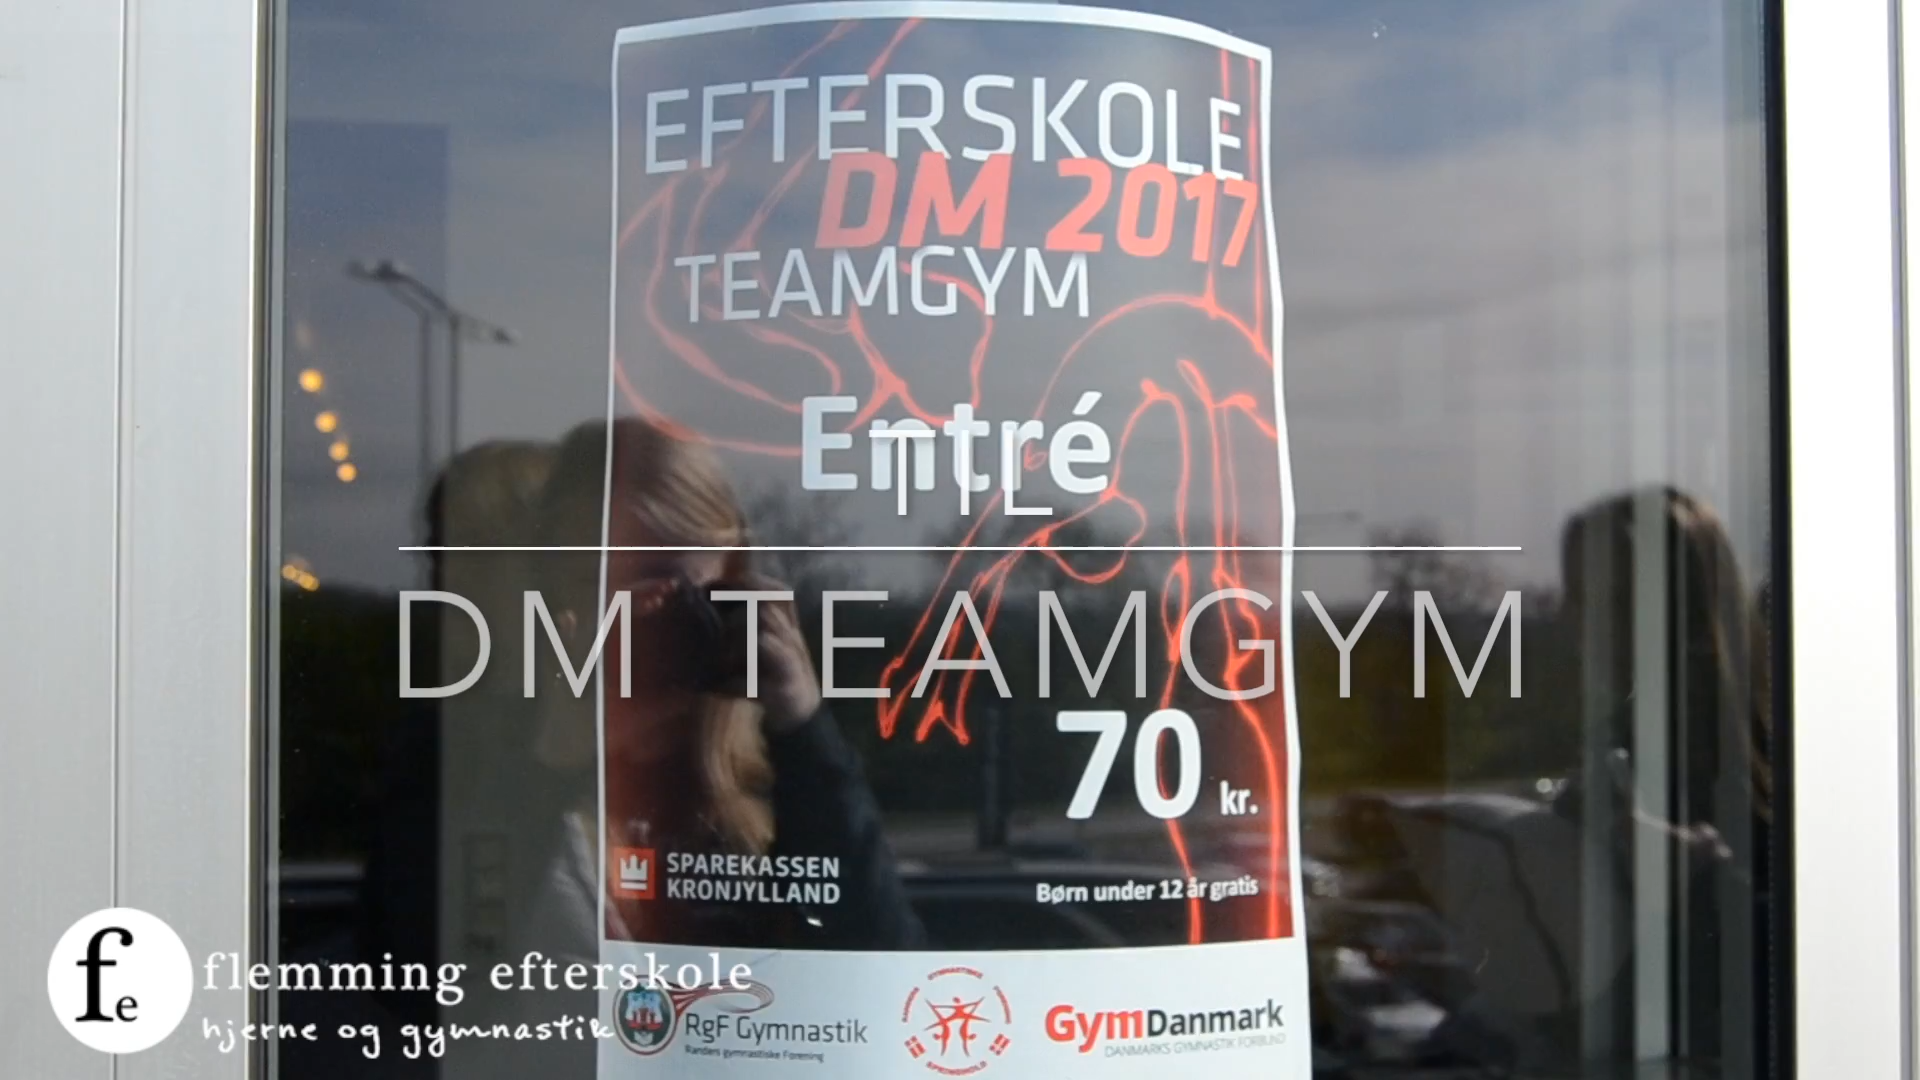 EFTERSKOLE
DM 2017
TEAMGYM
Entré
TIL
DM TEAMGYM
70 kr.
SPAREKASSEN
KRONJYLLAND
Børn under 12 år gratis
fe
flemming efterskole
hjerne og gymnastik
RgF Gymnastik
Randers gymnastiske Forening
GymDanmark
DANMARKS GYMNASTIK FORBUND